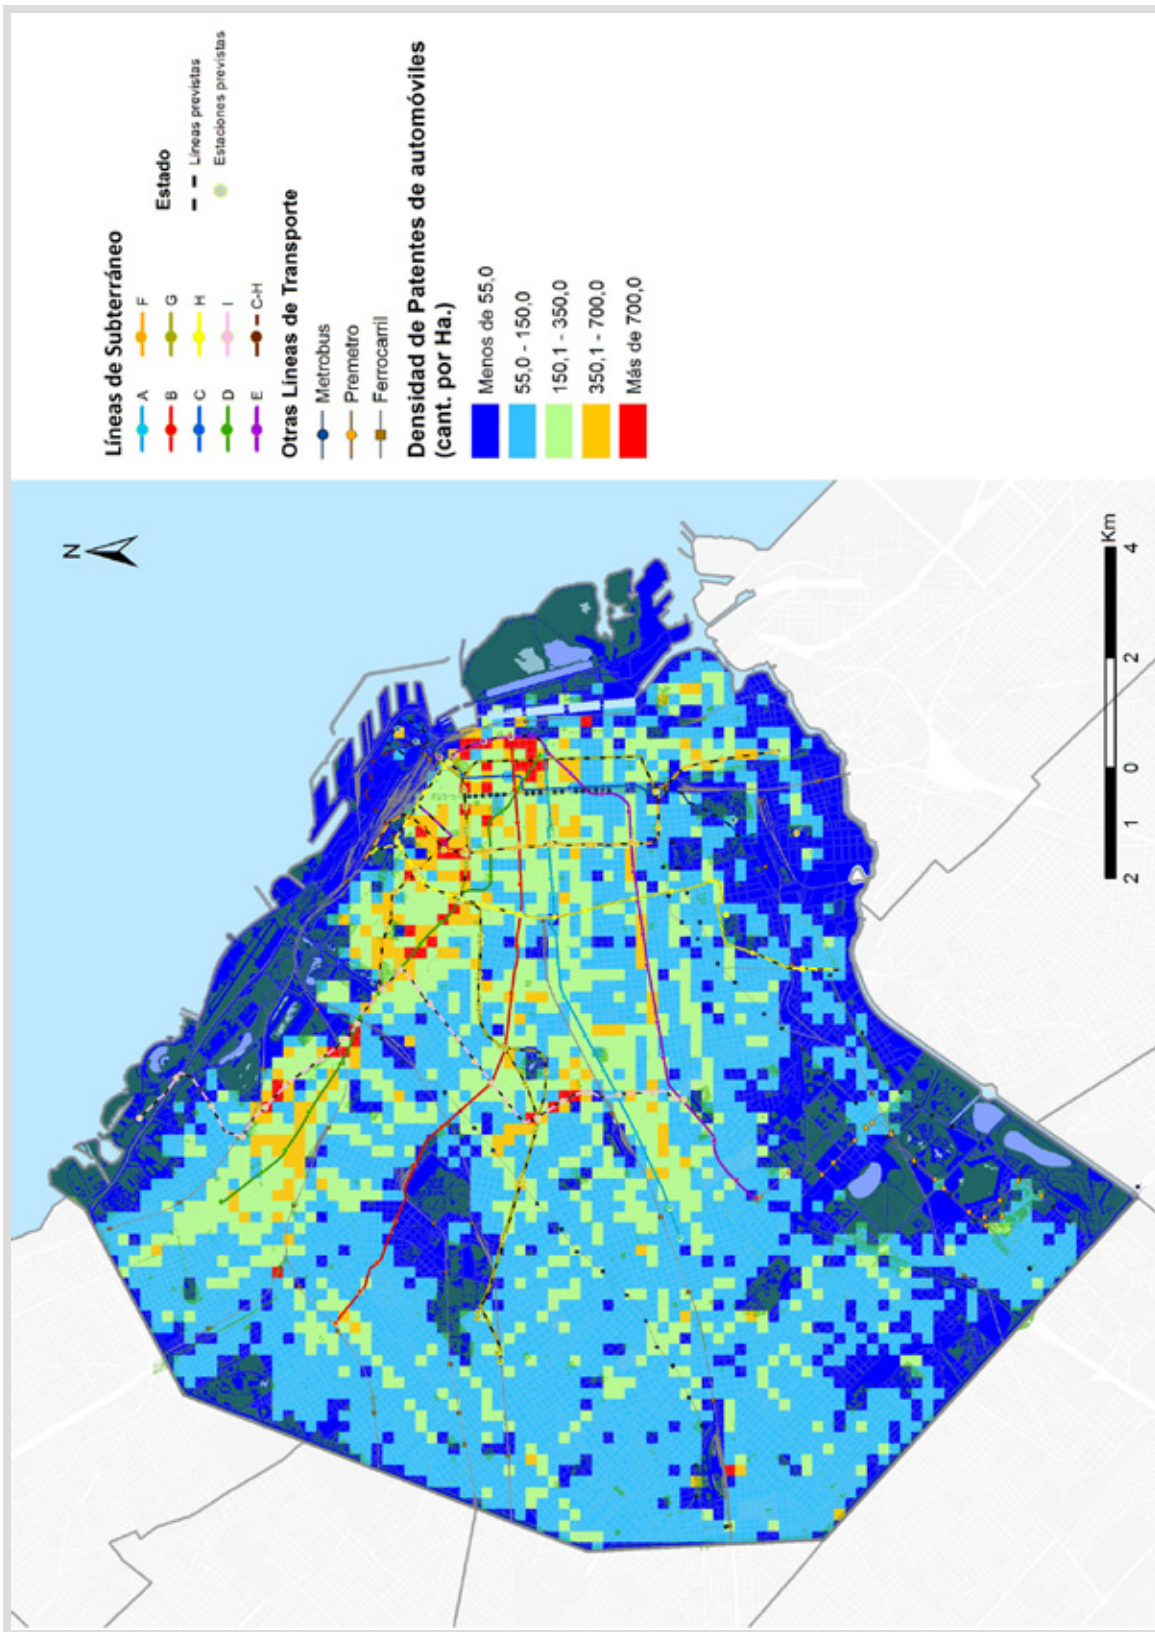 Líneas de Subterráneo
A
B
C
D
E
F
G
H
I
C-H
Estado
Líneas previstas
Estaciones previstas
Otras Líneas de Transporte
Metrobus
Premetro
Ferrocarril
Densidad de Patentes de automóviles
(cant. por Ha.)
Menos de 55,0
55,0 - 150,0
150,1 - 350,0
350,1 - 700,0
Más de 700,0
N
2 1 0 2 4
Km